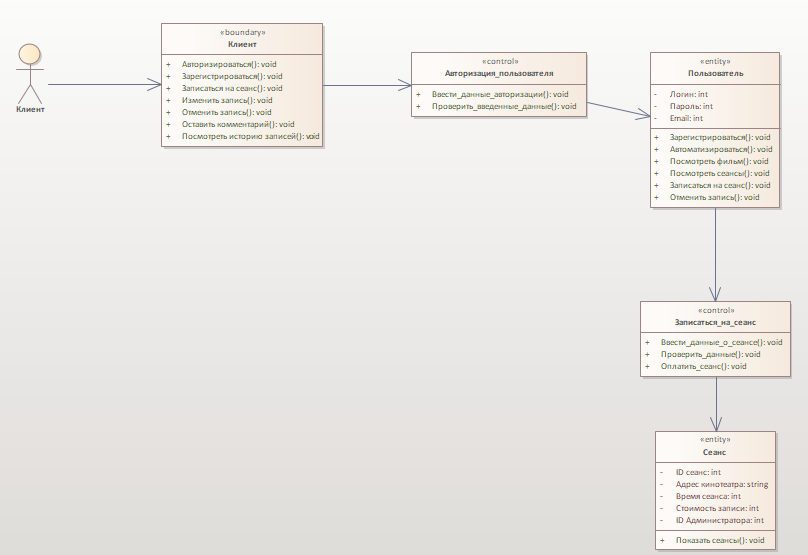 Клиент
«boundary»
Клиент
+ Авторизироваться(): void
+ Зарегистрироваться(): void
+ Записаться на сеанс(): void
+ Изменить запись(): void
+ Отменить запись(): void
+ Оставить комментарий(): void
+ Посмотреть историю записей(): void
«control»
Авторизация_пользователя
+ Ввести_данные_авторизации(): void
+ Проверить_введенные_данные(): void
«entity»
Пользователь
- Логин: int
- Пароль: int
- Email: int
+ Зарегистрироваться(): void
+ Автоматизироваться(): void
+ Посмотреть фильм(): void
+ Посмотреть сеансы(): void
+ Записаться на сеанс(): void
+ Отменить запись(): void
«control»
Записаться_на_сеанс
+ Ввести_данные_о_сеансе(): void
+ Проверить_данные(): void
+ Оплатить_сеанс(): void
«entity»
Сеанс
- ID сеанс: int
- Адрес кинотеатра: string
- Время сеанса: int
- Стоимость записи: int
- ID Администратора: int
+ Показать сеансы(): void